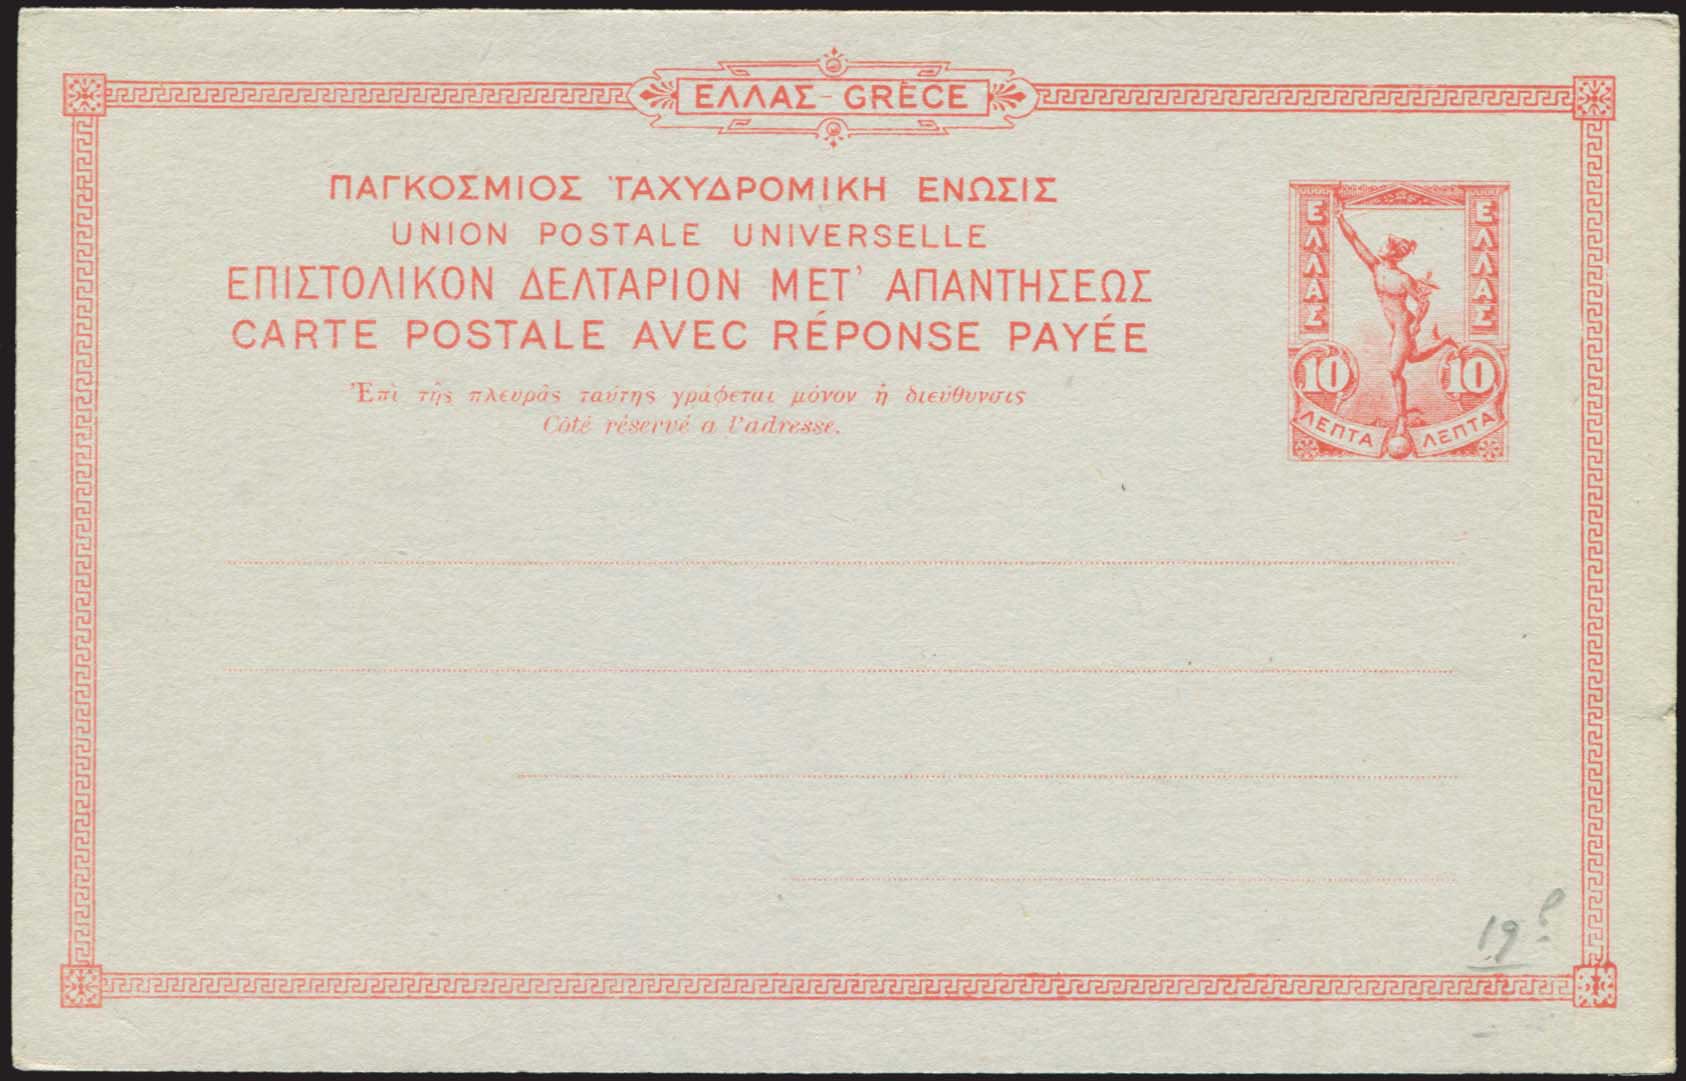 ΕΛΛΑΣ - GRÈCE
ΠΑΓΚΟΣΜΙΟΣ ΤΑΧΥΔΡΟΜΙΚΗ ΕΝΩΣΙΣ
UNION POSTALE UNIVERSELLE
ΕΠΙΣΤΟΛΙΚΟΝ ΔΕΛΤΑΡΙΟΝ ΜΕΤ' ΑΠΑΝΤΗΣΕΩΣ
CARTE POSTALE AVEC RÉPONSE PAYÉE
Ἐπὶ τῆς πλευρᾶς ταύτης γράφεται μόνον ἡ διεύθυνσις
Côté réservé a l'adresse.
ΕΛΛΑΣ
ΕΛΛΑΣ
10
10
ΛΕΠΤΑ
ΛΕΠΤΑ
19